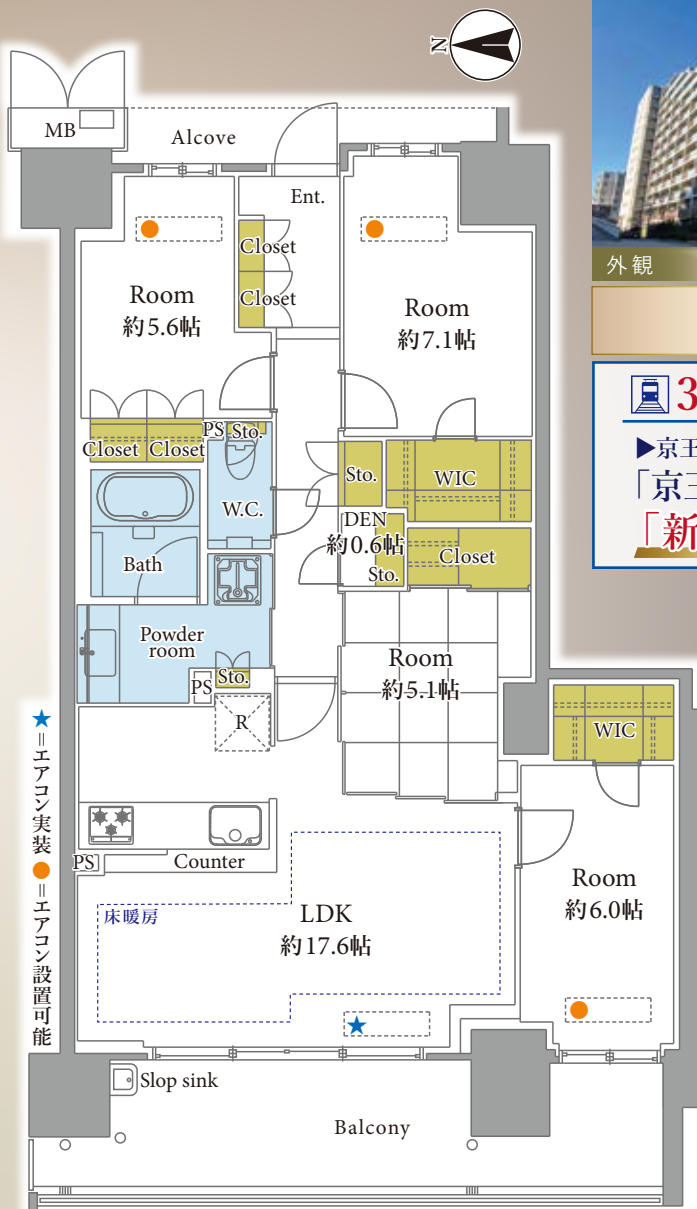 N
MB
Alcove
Ent.
Closet
Closet
Room
約5.6帖
Room
約7.1帖
Closet
Closet
PS
Sto.
W.C.
Sto.
WIC
DEN
約0.6帖
Sto.
Closet
Bath
Powder
room
PS
Sto.
R
Room
約5.1帖
WIC
PS
Counter
床暖房
LDK
約17.6帖
Room
約6.0帖
Slop sink
Balcony
★=エアコン実装 ●=エアコン設置可能
外観
3
▶京王
「京王
「新